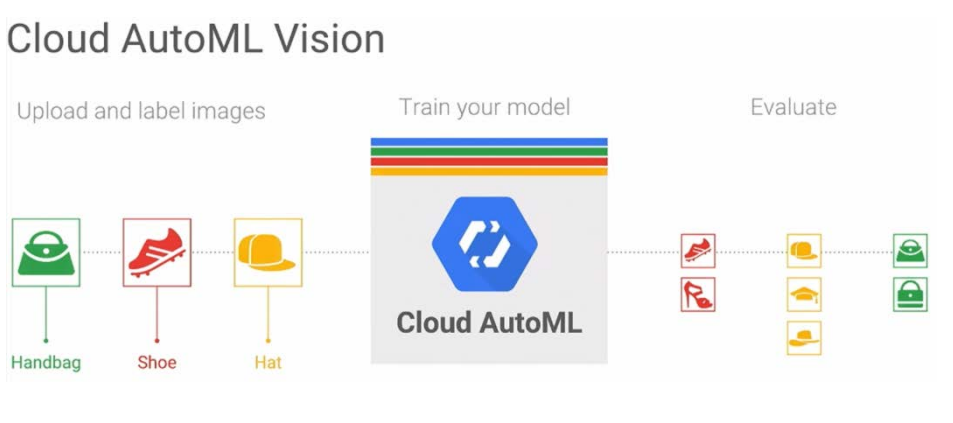 Cloud AutoML Vision
Upload and label images
Train your model
Evaluate
Cloud AutoML
Handbag
Shoe
Hat